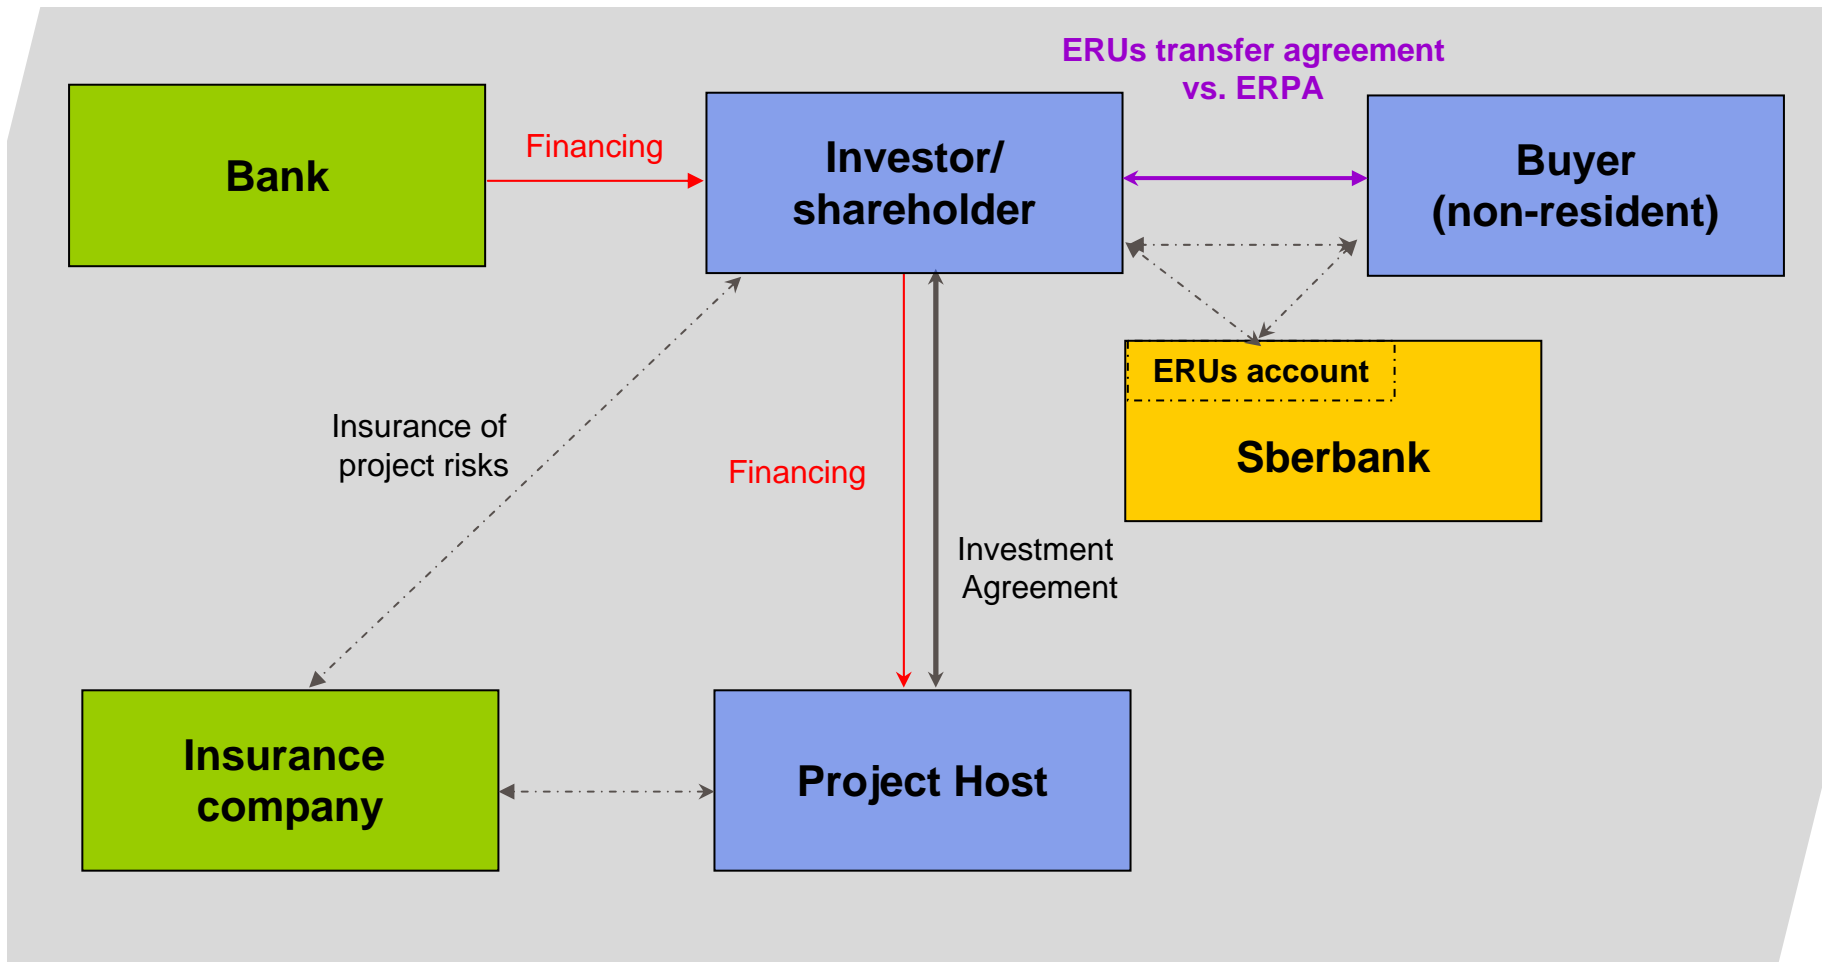 ERUs transfer agreement
vs. ERPA
Bank
Financing
Investor/
shareholder
Buyer
(non-resident)
ERUs account
Sberbank
Insurance of
project risks
Financing
Investment
Agreement
Insurance
company
Project Host